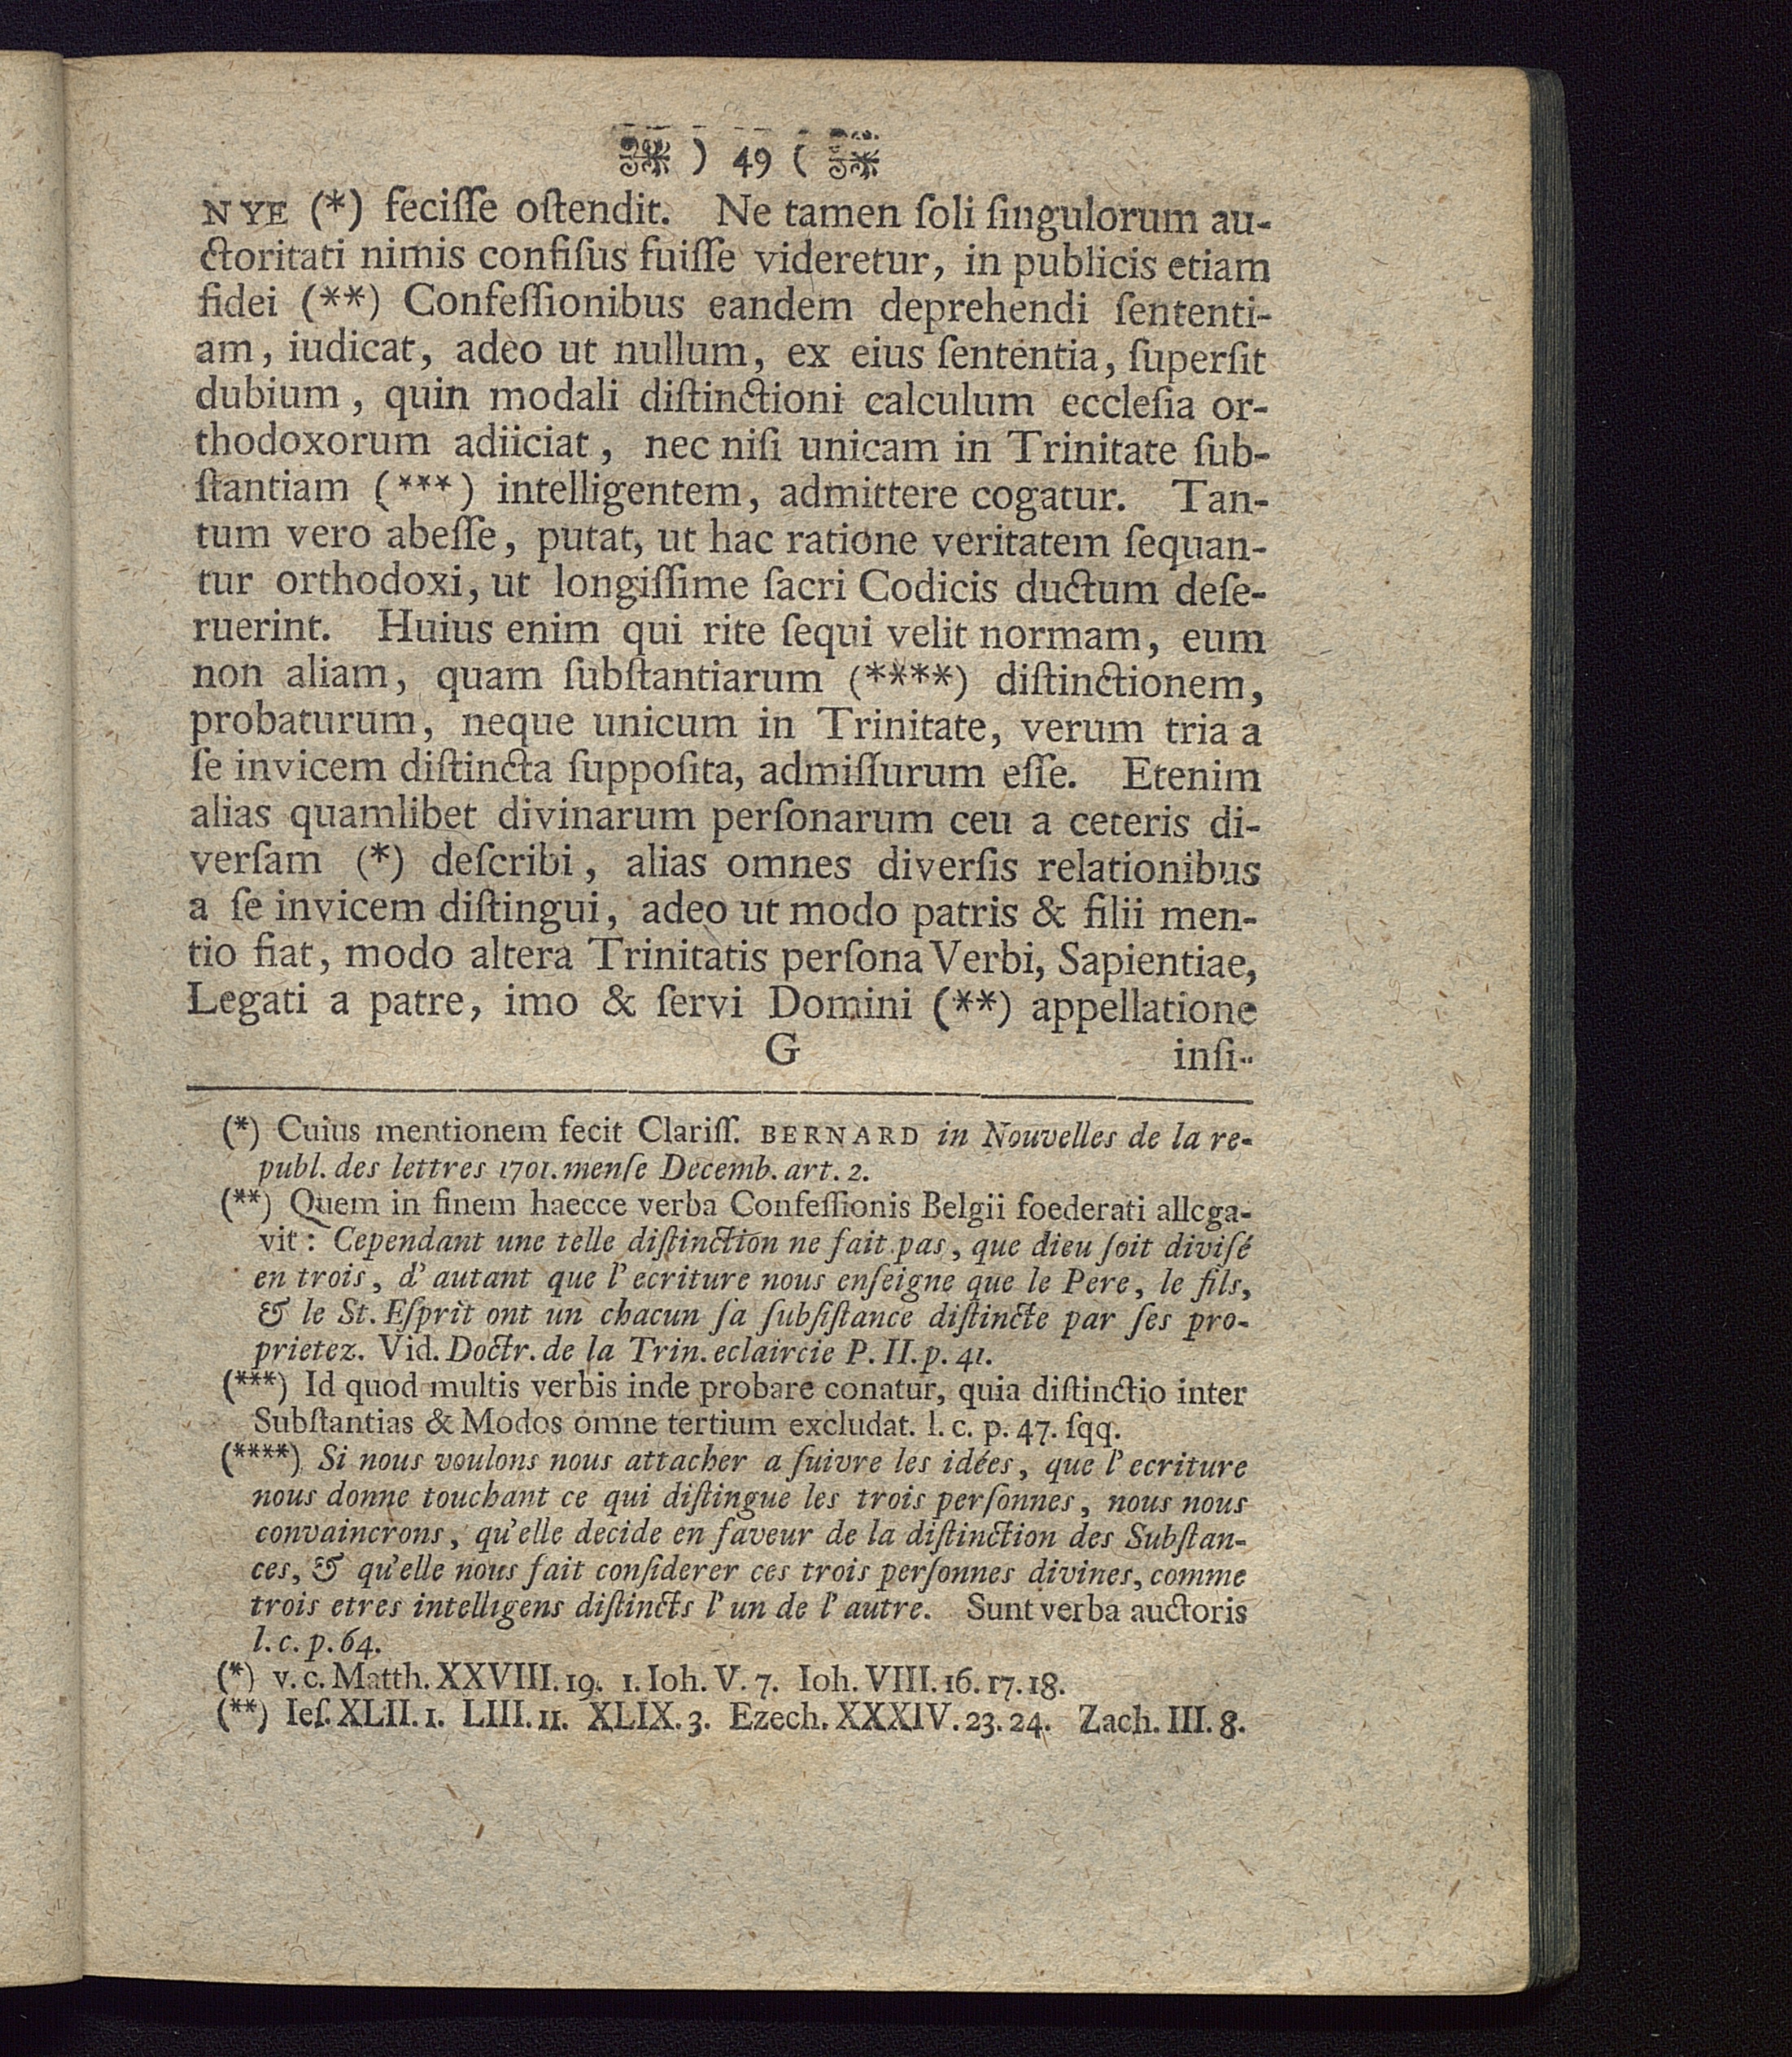 ) 49 (
NYE (*) feciſſe oſtendit. Ne tamen ſoli ſingulorum au-
ctoritati nimis confiſus fuiſſe videretur, in publicis etiam
fidei (**) Confeſſionibus eandem deprehendi ſententi-
am, iudicat, adeo ut nullum, ex eius ſententia, ſuperſit
dubium, quin modali diſtinctioni calculum eccleſia or-
thodoxorum adiiciat, nec niſi unicam in Trinitate ſub-
ſtantiam (***) intelligentem, admittere cogatur. Tan-
tum vero abeſſe, putat, ut hac ratione veritatem ſequan-
tur orthodoxi, ut longiſſime ſacri Codicis ductum deſe-
ruerint. Huius enim qui rite ſequi velit normam, eum
non aliam, quam ſubſtantiarum (****) diſtinctionem,
probaturum, neque unicum in Trinitate, verum tria a
ſe invicem diſtincta ſuppoſita, admiſſurum eſſe. Etenim
alias quamlibet divinarum perſonarum ceu a ceteris di-
verſam (*) deſcribi, alias omnes diverſis relationibus
a ſe invicem diſtingui, adeo ut modo patris & filii men-
tio fiat, modo altera Trinitatis perſona Verbi, Sapientiae,
Legati a patre, imo & ſervi Domini (**) appellatione
G inſi-
(*) Cuius mentionem fecit Clariſſ. BERNARD in Nouvelles de la re-
publ. des lettres 1701. menſe Decemb. art. 2.
(**) Quem in finem haecce verba Confeſſionis Belgii foederati allega-
vit: Cependant une telle diſtinction ne fait pas, que dieu ſoit diviſé
en trois, d' autant que l' ecriture nous enſeigne que le Pere, le fils,
& le St. Eſprit ont un chacun ſa ſubſiſtance diſtincte par ſes pro-
prietez. Vid. Doctr. de la Trin. eclaircie P. II. p. 41.
(***) Id quod multis verbis inde probare conatur, quia diſtinctio inter
Subſtantias & Modos omne tertium excludat. l. c. p. 47. ſqq.
(****) Si nous voulons nous attacher a ſuivre les idées, que l' ecriture
nous donne touchant ce qui diſtingue les trois perſonnes, nous nous
convaincrons, qu'elle decide en faveur de la diſtinction des Subſtan-
ces, & qu'elle nous fait conſiderer ces trois perſonnes divines, comme
trois etres intelligens diſtincts l' un de l' autre. Sunt verba auctoris
l. c. p. 64.
(*) v. c. Matth. XXVIII. 19. 1. Ioh. V. 7. Ioh. VIII. 16. 17. 18.
(**) Ieſ. XLII. 1. LIII. 11. XLIX. 3. Ezech. XXXIV. 23. 24. Zach. III. 8.